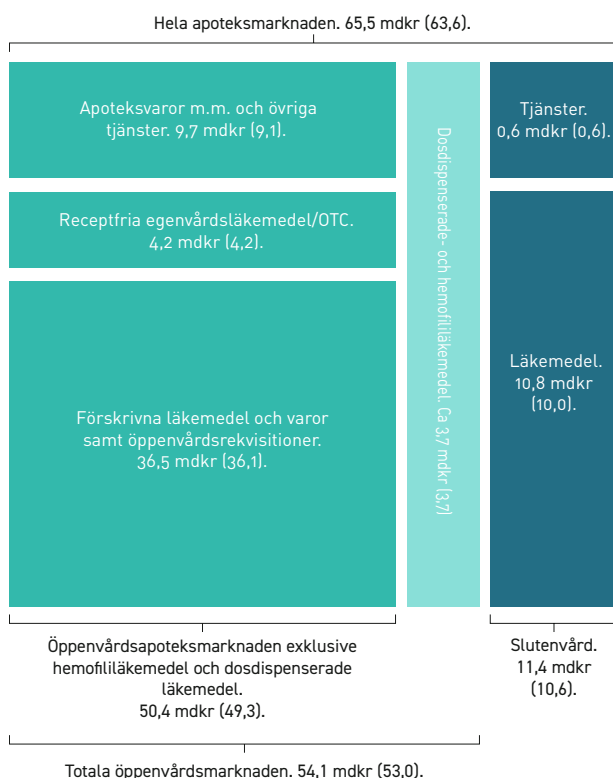 Hela apoteksmarknaden. 65,5 mdkr (63,6).
Apoteksvaror m.m. och övriga
tjänster. 9,7 mdkr (9,1).
Receptfria egenvårdsläkemedel/OTC.
4,2 mdkr (4,2).
Förskrivna läkemedel och varor
samt öppenvårdsrekvisitioner.
36,5 mdkr (36,1).
Dosdispenserade- och hemofililäkemedel. Ca 3,7 mdkr (3,7)
Tjänster.
0,6 mdkr (0,6).
Läkemedel.
10,8 mdkr
(10,0).
Öppenvårdsapoteksmarknaden exklusive
hemofililäkemedel och dosdispenserade
läkemedel.
50,4 mdkr (49,3).
Slutenvård.
11,4 mdkr
(10,6).
Totala öppenvårdsmarknaden. 54,1 mdkr (53,0).